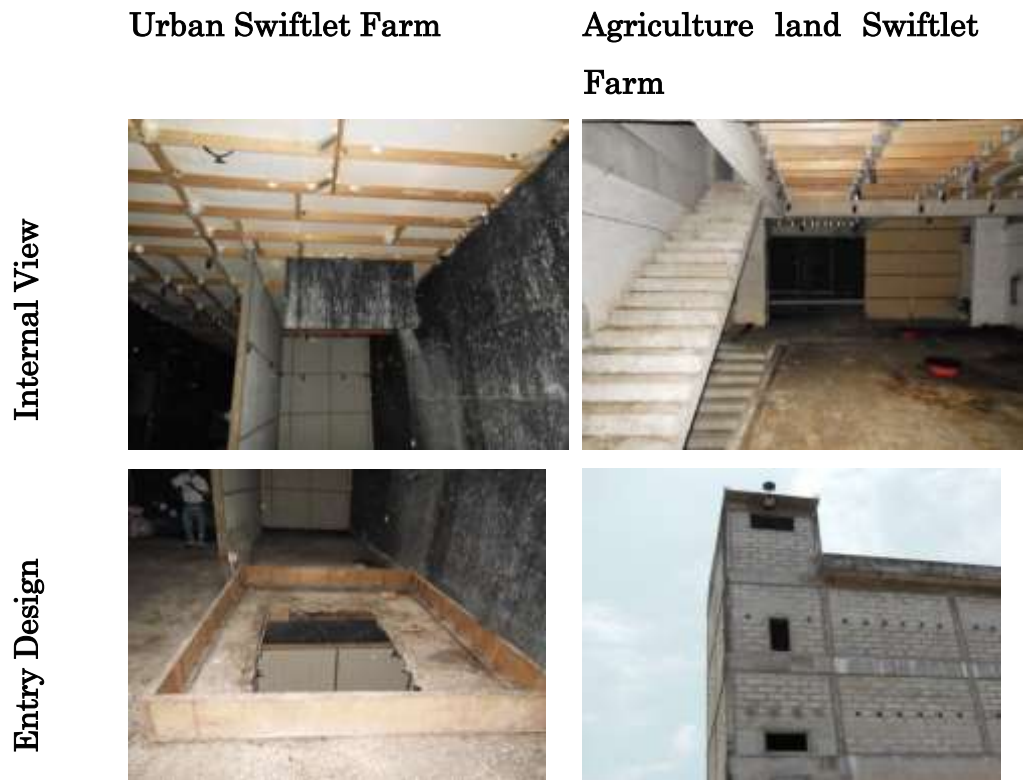 Urban Swiftlet Farm
Agriculture land Swiftlet
Farm
Internal View
Entry Design